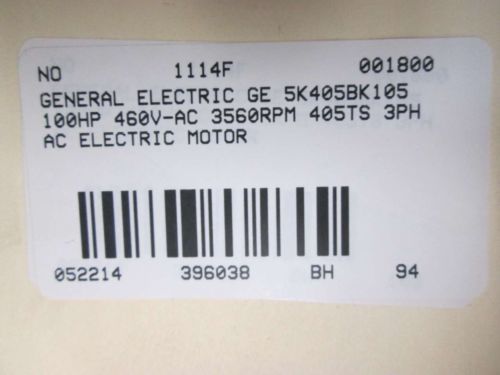 NO 1114F 001800
GENERAL ELECTRIC GE 5K405BK105
100HP 460V-AC 3560RPM 405TS 3PH
AC ELECTRIC MOTOR
052214 396038 BH 94